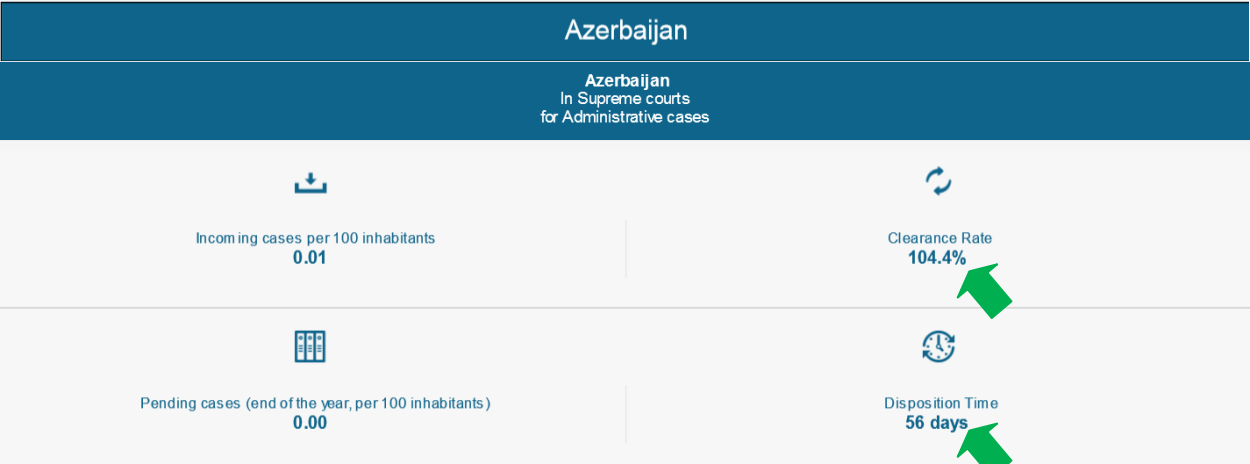 Azerbaijan
Azerbaijan
In Supreme courts
for Administrative cases
Incoming cases per 100 inhabitants
0.01
Clearance Rate
104.4%
Pending cases (end of the year, per 100 inhabitants)
0.00
Disposition Time
56 days